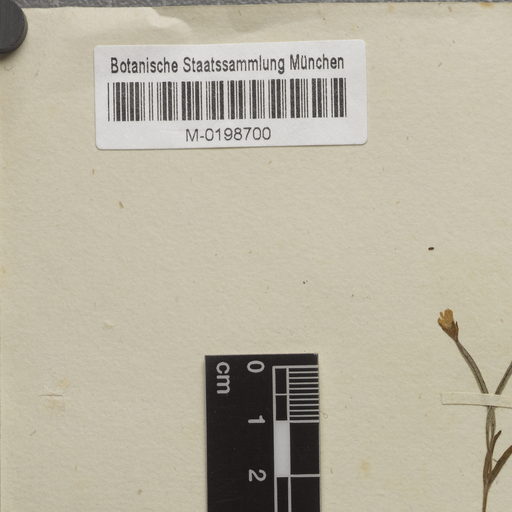 Botanische Staatssammlung München
M-0198700
cm
0
1
2